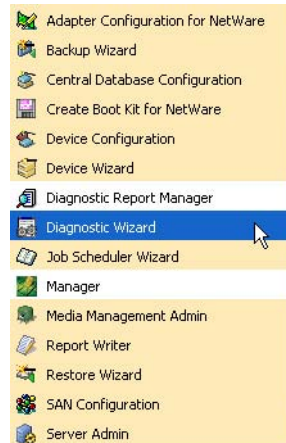 Adapter Configuration for NetWare
Backup Wizard
Central Database Configuration
Create Boot Kit for NetWare
Device Configuration
Device Wizard
Diagnostic Report Manager
Diagnostic Wizard
Job Scheduler Wizard
Manager
Media Management Admin
Report Writer
Restore Wizard
SAN Configuration
Server Admin